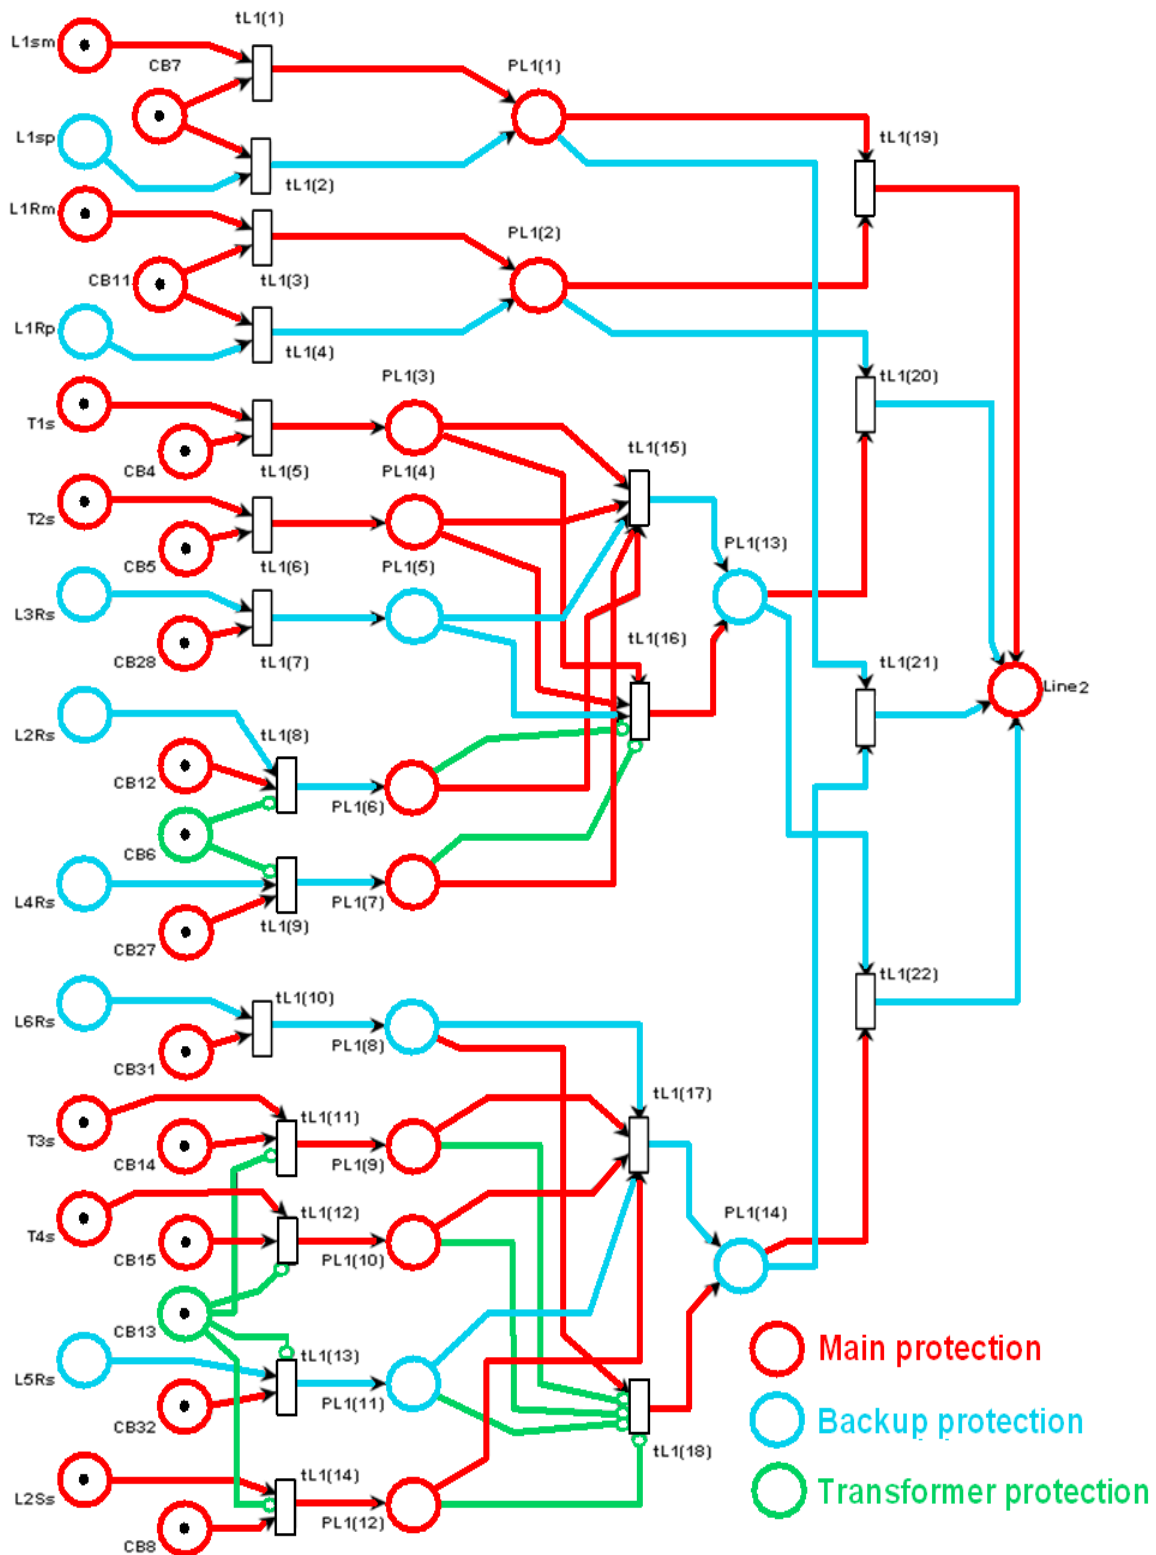 tL1(1)
L1sm
CB7
PL1(1)
L1sp
tL1(19)
tL1(2)
L1Rm
PL1(2)
CB11
tL1(3)
L1Rp
tL1(4)
PL1(3)
tL1(20)
T1s
tL1(15)
CB4
tL1(5)
PL1(4)
T2s
PL1(13)
CB5
tL1(6)
PL1(5)
L3Rs
tL1(16)
CB28
tL1(7)
tL1(21)
Line2
L2Rs
tL1(8)
CB12
PL1(6)
CB6
L4Rs
PL1(7)
tL1(9)
CB27
tL1(22)
tL1(10)
L6Rs
PL1(8)
CB31
tL1(17)
tL1(11)
T3s
CB14
PL1(9)
tL1(12)
PL1(14)
T4s
CB15
PL1(10)
CB13
Main protection
tL1(13)
L5Rs
PL1(11)
CB32
Backup protection
tL1(18)
tL1(14)
Transformer protection
L2Ss
PL1(12)
CB8